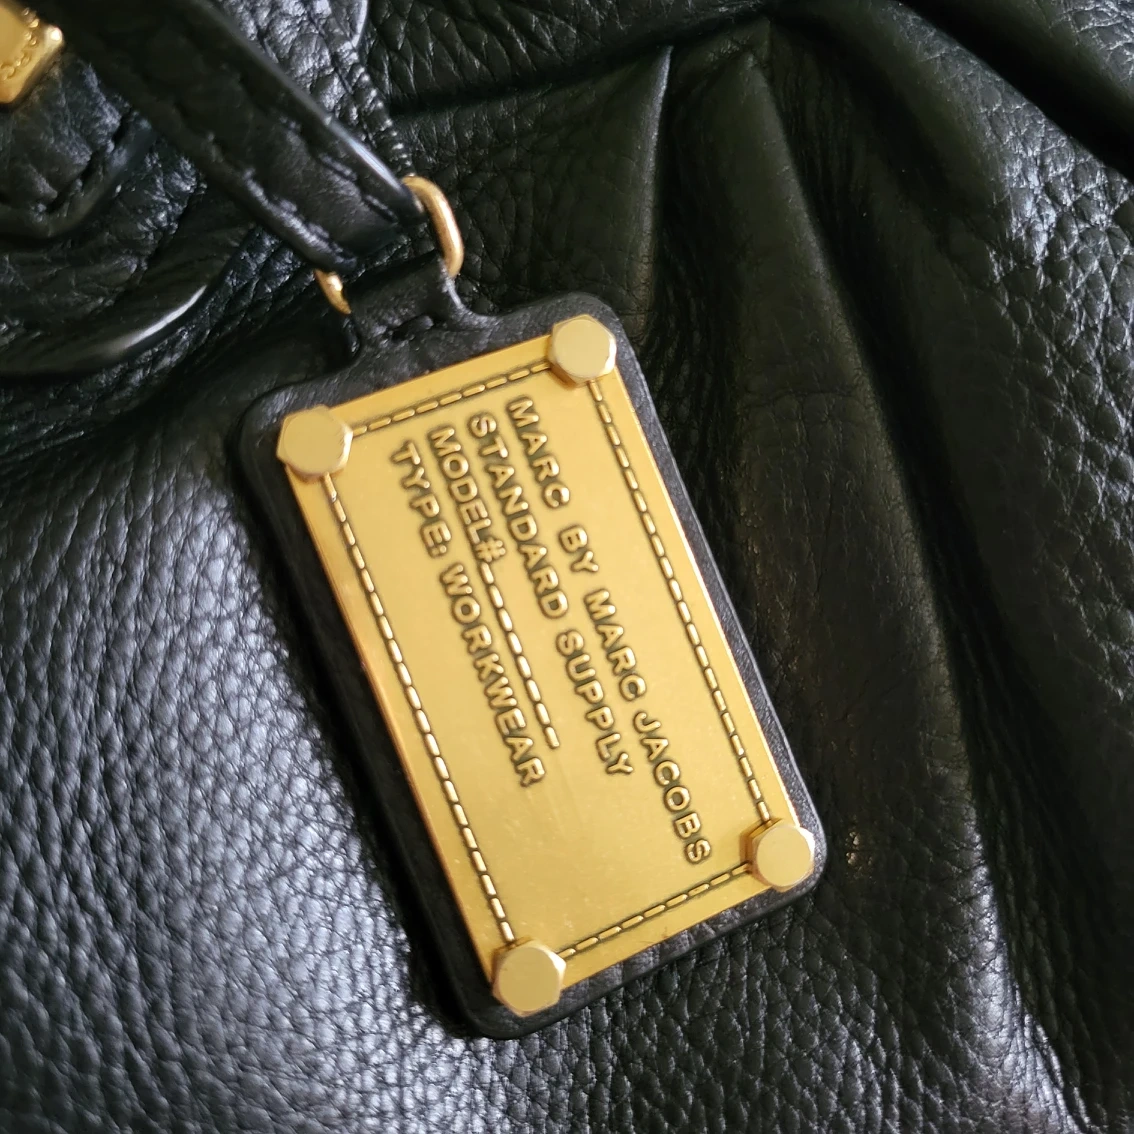 MARC BY MARC JACOBS
STANDARD SUPPLY
MODEL#
TYPE: WORKWEAR